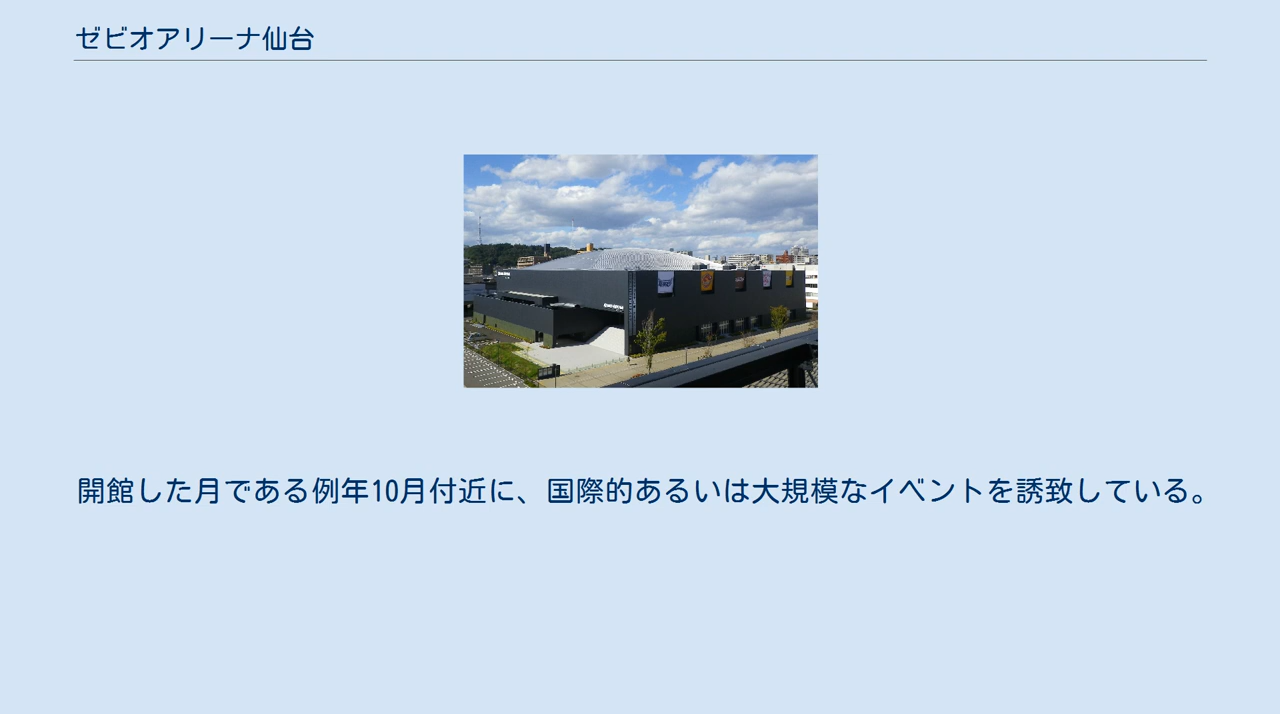 ゼビオアリーナ仙台
開館した月である例年10月付近に、国際的あるいは大規模なイベントを誘致している。